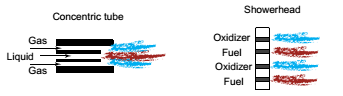 Concentric tube
Gas
Liquid
Gas
Showerhead
Oxidizer
Fuel
Oxidizer
Fuel